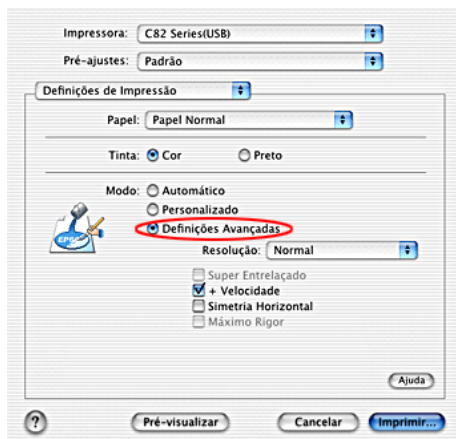 Impressora: C82 Series(USB)
Pré-ajustes: Padrão
Definições de Impressão
Papel: Papel Normal
Tinta: Cor Preto
Modo: Automático
Personalizado
EPSON
Definições Avançadas
Resolução: Normal
Super Entrelaçado
+ Velocidade
Simetria Horizontal
Máximo Rigor
Ajuda
? Pré-visualizar Cancelar Imprimir...